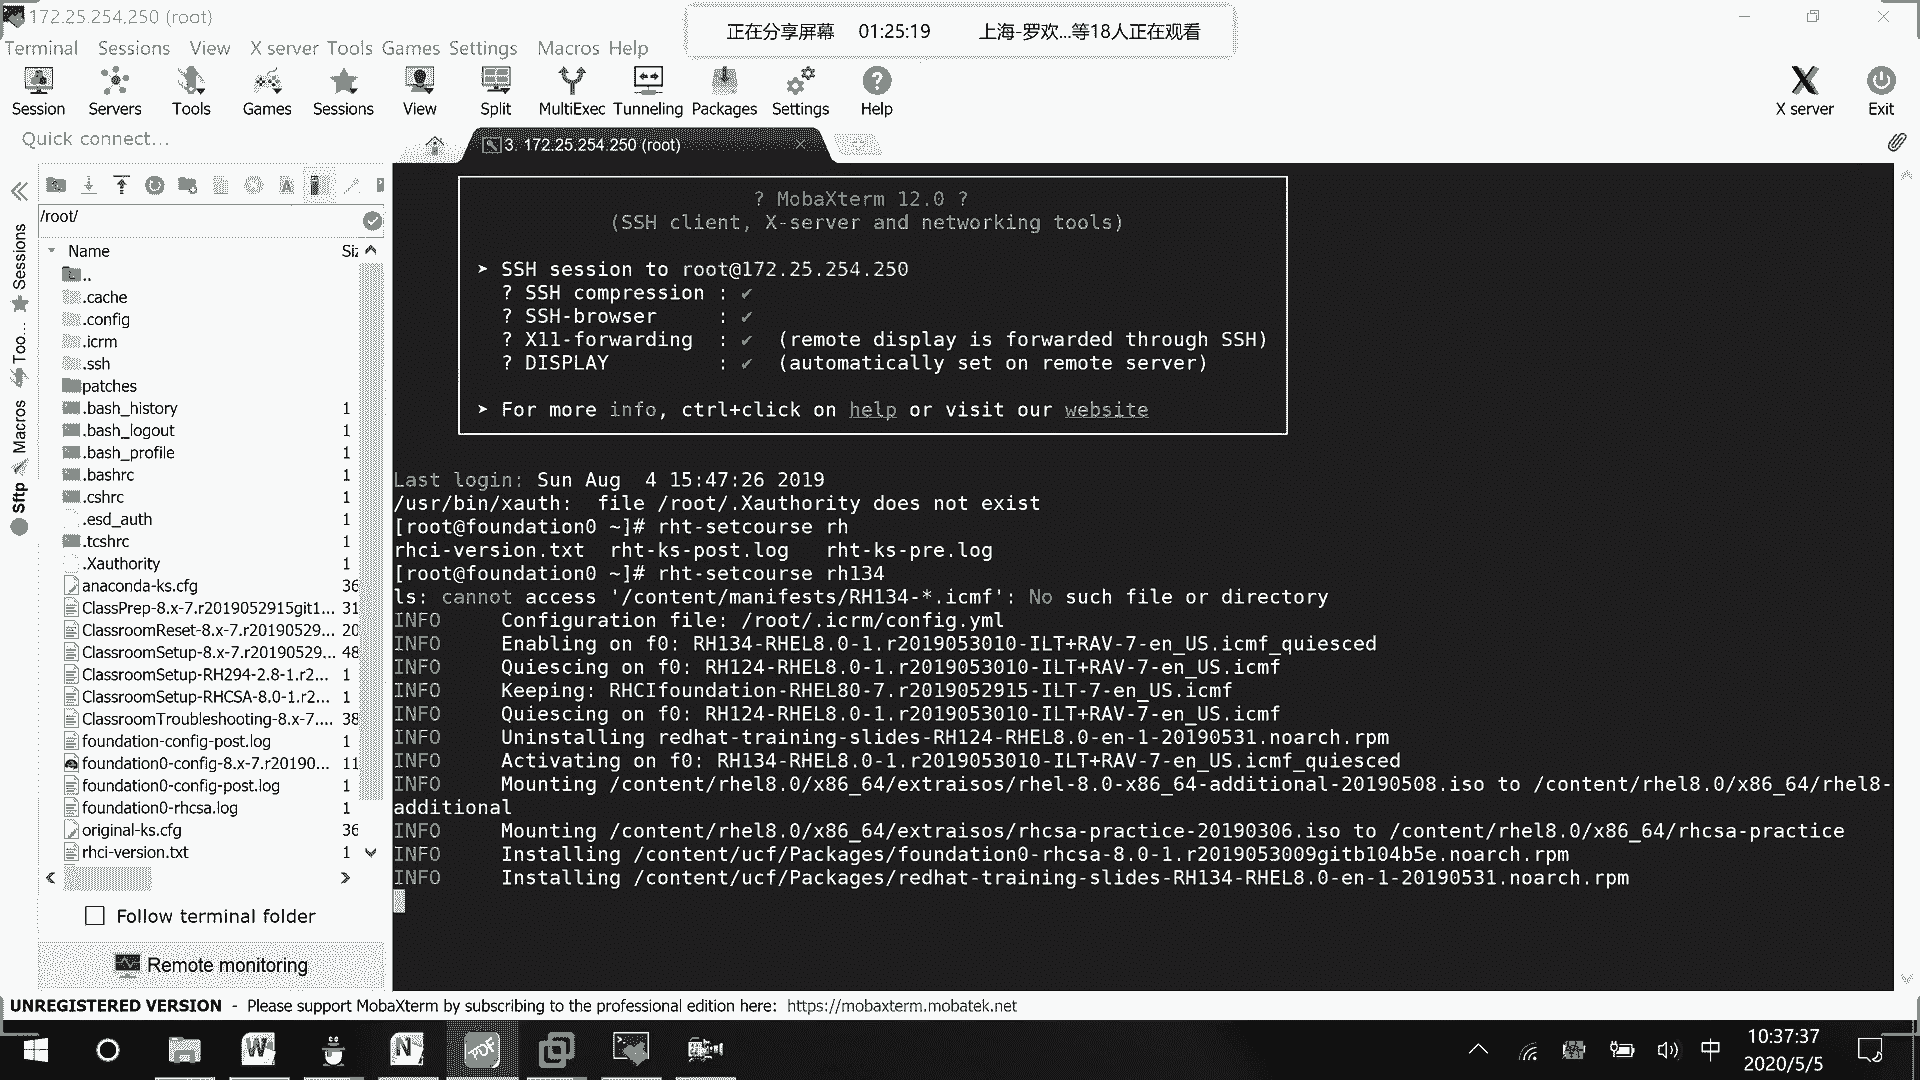 172.25.254.250 (root)
正在分享屏幕 01:25:19 上海-罗欢...等18人正在观看
Terminal Sessions View X server Tools Games Settings Macros Help
Session Servers Tools Games Sessions View Split MultiExec Tunneling Packages Settings Help X server Exit
Quick connect...
3. 172.25.254.250 (root)
/root/
Name Siz
..
.cache
.config
.icrm
.ssh
patches
.bash_history 1
.bash_logout 1
.bash_profile 1
.bashrc 1
.cshrc 1
.esd_auth 1
.tcshrc 1
.Xauthority 1
anaconda-ks.cfg 36
ClassPrep-8.x-7.r2019052915git1... 31
ClassroomReset-8.x-7.r20190529... 20
ClassroomSetup-8.x-7.r20190529... 48
ClassroomSetup-RH294-2.8-1.r2... 1
ClassroomSetup-RHCSA-8.0-1.r2... 1
ClassroomTroubleshooting-8.x-7.... 38
foundation-config-post.log 1
foundation0-config-8.x-7.r20190... 11
foundation0-config-post.log 1
foundation0-rhcsa.log 1
original-ks.cfg 36
rhci-version.txt 1
Follow terminal folder
Remote monitoring
Sessions
Too...
Macros
Sftp
? MobaXterm 12.0 ?
(SSH client, X-server and networking tools)
➤ SSH session to root@172.25.254.250
? SSH compression : ✔
? SSH-browser : ✔
? X11-forwarding : ✔ (remote display is forwarded through SSH)
? DISPLAY : ✔ (automatically set on remote server)
➤ For more info, ctrl+click on help or visit our website
Last login: Sun Aug  4 15:47:26 2019
/usr/bin/xauth:  file /root/.Xauthority does not exist
[root@foundation0 ~]# rht-setcourse rh
rhci-version.txt  rht-ks-post.log   rht-ks-pre.log
[root@foundation0 ~]# rht-setcourse rh134
ls: cannot access '/content/manifests/RH134-*.icmf': No such file or directory
INFO     Configuration file: /root/.icrm/config.yml
INFO     Enabling on f0: RH134-RHEL8.0-1.r2019053010-ILT+RAV-7-en_US.icmf_quiesced
INFO     Quiescing on f0: RH124-RHEL8.0-1.r2019053010-ILT+RAV-7-en_US.icmf
INFO     Keeping: RHCIfoundation-RHEL80-7.r2019052915-ILT-7-en_US.icmf
INFO     Quiescing on f0: RH124-RHEL8.0-1.r2019053010-ILT+RAV-7-en_US.icmf
INFO     Uninstalling redhat-training-slides-RH124-RHEL8.0-en-1-20190531.noarch.rpm
INFO     Activating on f0: RH134-RHEL8.0-1.r2019053010-ILT+RAV-7-en_US.icmf_quiesced
INFO     Mounting /content/rhel8.0/x86_64/extraisos/rhel-8.0-x86_64-additional-20190508.iso to /content/rhel8.0/x86_64/rhel8-
additional
INFO     Mounting /content/rhel8.0/x86_64/extraisos/rhcsa-practice-20190306.iso to /content/rhel8.0/x86_64/rhcsa-practice
INFO     Installing /content/ucf/Packages/foundation0-rhcsa-8.0-1.r2019053009gitb104b5e.noarch.rpm
INFO     Installing /content/ucf/Packages/redhat-training-slides-RH134-RHEL8.0-en-1-20190531.noarch.rpm
UNREGISTERED VERSION - Please support MobaXterm by subscribing to the professional edition here: https://mobaxterm.mobatek.net
中
10:37:37
2020/5/5